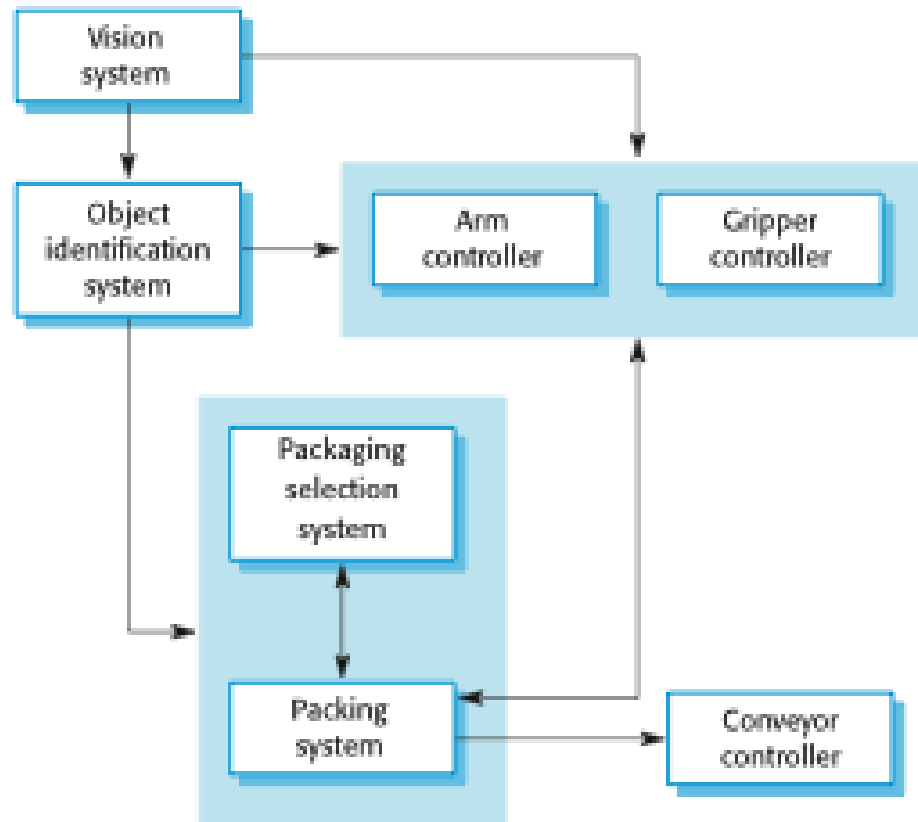 Vision
system
Object
identification
system
Arm
controller
Gripper
controller
Packaging
selection
system
Packing
system
Conveyor
controller